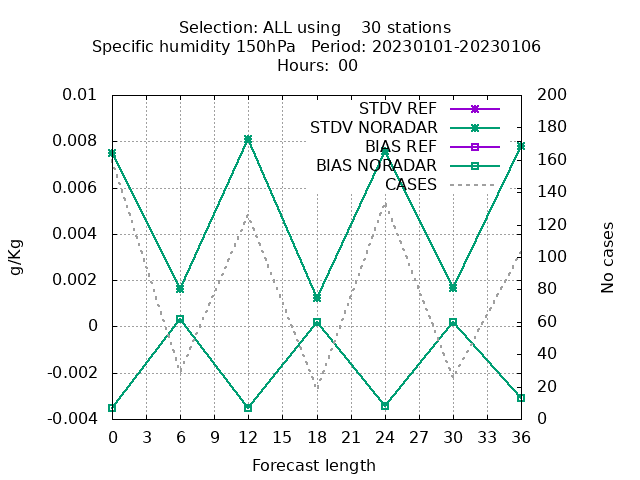 Selection: ALL using 30 stations
Specific humidity 150hPa Period: 20230101-20230106
Hours: 00
0.01
0.008
0.006
0.004
0.002
0
-0.002
-0.004
g/Kg
STDV REF
STDV NORADAR
BIAS REF
BIAS NORADAR
CASES
200
180
160
140
120
100
80
60
40
20
0
No cases
0 3 6 9 12 15 18 21 24 27 30 33 36
Forecast length